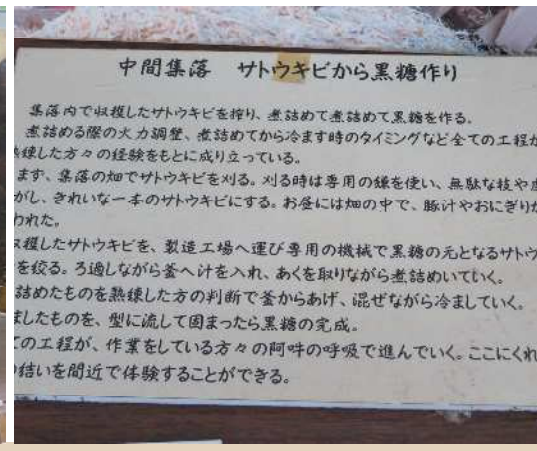 中間集落　サトウキビから黒糖作り
集落内で収穫したサトウキビを搾り、煮詰めて煮詰めて黒糖を作る。
煮詰める際の火力調整、煮詰めてから冷ます時のタイミングなど全ての工程が
熟練した方々の経験をもとに成り立っている。
まず、集落の畑でサトウキビを刈る。刈る時は専用の鎌を使い、無駄な枝や皮
がし、きれいな一本のサトウキビにする。お昼には畑の中で、豚汁やおにぎりが
われた。
収穫したサトウキビを、製造工場へ運び専用の機械で黒糖の元となるサトウ
を絞る。ろ過しながら釜へ汁を入れ、あくを取りながら煮詰めいていく。
詰めたものを熟練した方の判断で釜からあげ、混ぜながら冷ましていく。
ましたものを、型に流して固まったら黒糖の完成。
ての工程が、作業をしている方々の阿吽の呼吸で進んでいく。ここにくれ
結いを間近で体験することができる。